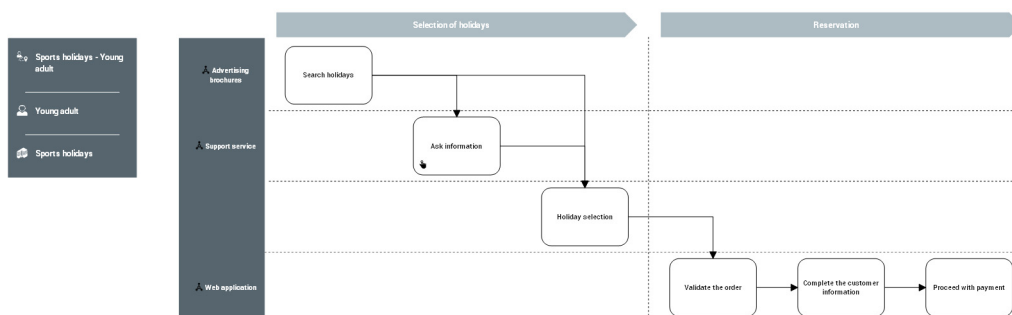 Selection of holidays
Reservation
Sports holidays - Young
adult
Young adult
Sports holidays
Advertising
brochures
Search holidays
Support service
Ask information
Holiday selection
Web application
Validate the order
Complete the customer
information
Proceed with payment